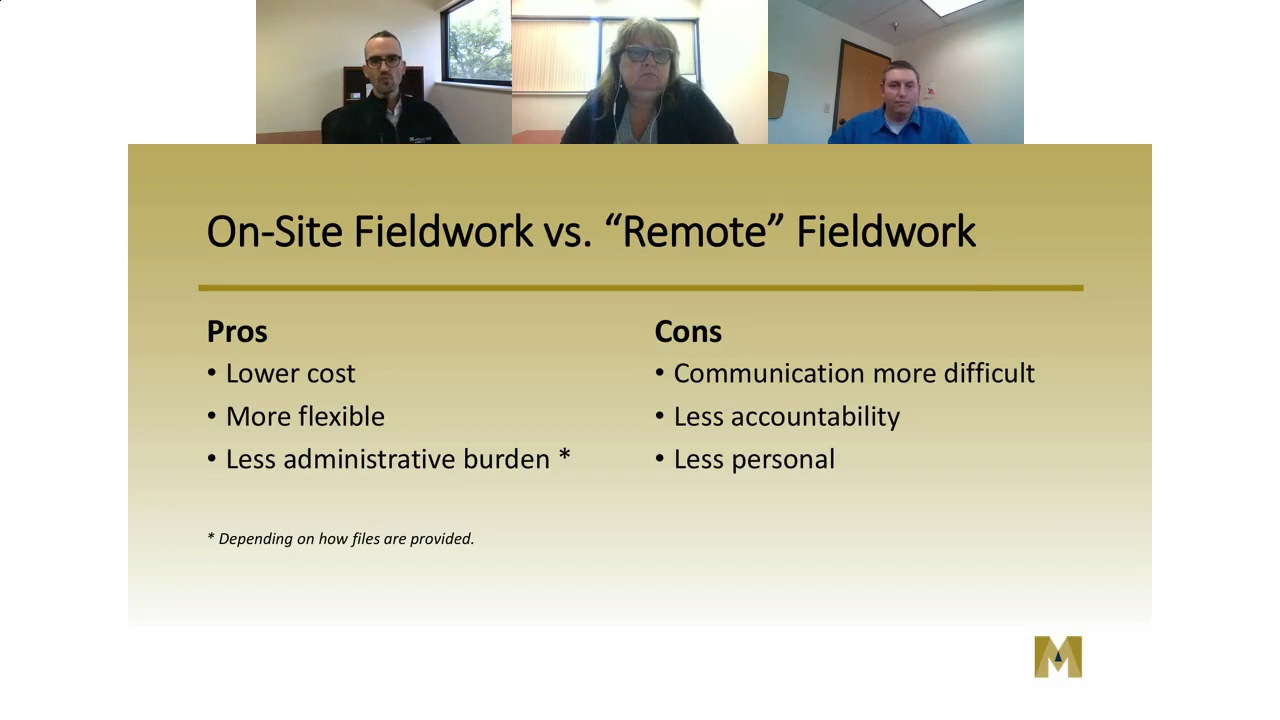 On-Site Fieldwork vs. “Remote” Fieldwork
Pros
• Lower cost
• More flexible
• Less administrative burden *
* Depending on how files are provided.
Cons
• Communication more difficult
• Less accountability
• Less personal
M